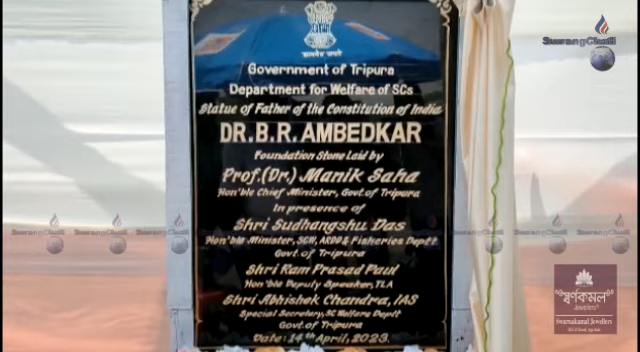 सत्यमेव जयते
Government of Tripura
Department for Welfare of SCs
Statue of Father of the Constitution of India
DR. B. R. AMBEDKAR
Foundation Stone Laid by
Prof.(Dr.) Manik Saha
Hon'ble Chief Minister, Govt. of Tripura
In presence of
Shri Sudhangshu Das
Hon'ble Minister, SCW, ARDD & Fisheries Deptt
Govt. of Tripura
Shri Ram Prasad Paul
Hon'ble Deputy Speaker, TLA
Shri Abhishek Chandra, IAS
Special Secretary, SC Welfare Deptt
Govt. of Tripura
Date: 14th April, 2023.
স্বর্ণকমল
Jewellers
Swarnakamal Jewellers